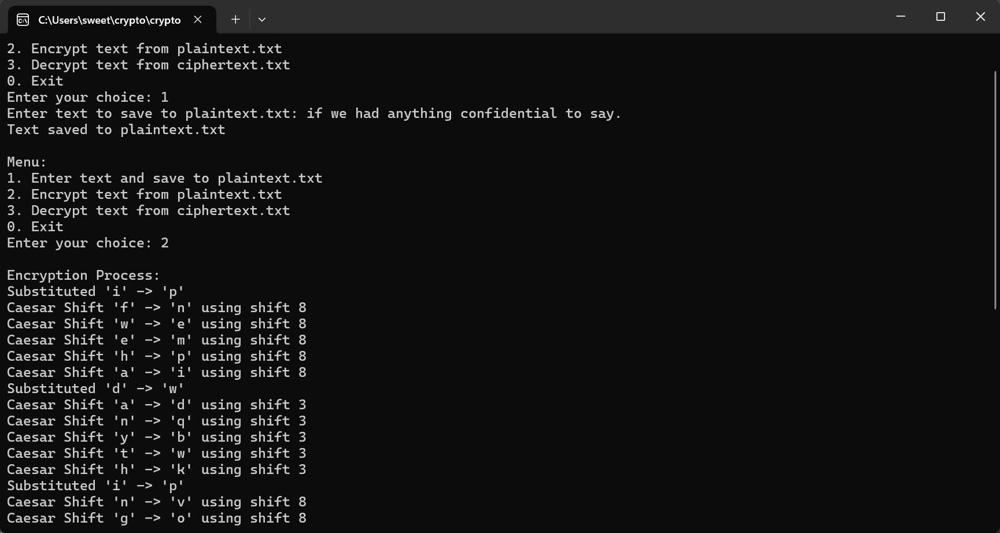 C:\Users\sweet\crypto\crypto
2. Encrypt text from plaintext.txt
3. Decrypt text from ciphertext.txt
0. Exit
Enter your choice: 1
Enter text to save to plaintext.txt: if we had anything confidential to say.
Text saved to plaintext.txt
Menu:
1. Enter text and save to plaintext.txt
2. Encrypt text from plaintext.txt
3. Decrypt text from ciphertext.txt
0. Exit
Enter your choice: 2
Encryption Process:
Substituted 'i' -> 'p'
Caesar Shift 'f' -> 'n' using shift 8
Caesar Shift 'w' -> 'e' using shift 8
Caesar Shift 'e' -> 'm' using shift 8
Caesar Shift 'h' -> 'p' using shift 8
Caesar Shift 'a' -> 'i' using shift 8
Substituted 'd' -> 'w'
Caesar Shift 'a' -> 'd' using shift 3
Caesar Shift 'n' -> 'q' using shift 3
Caesar Shift 'y' -> 'b' using shift 3
Caesar Shift 't' -> 'w' using shift 3
Caesar Shift 'h' -> 'k' using shift 3
Substituted 'i' -> 'p'
Caesar Shift 'n' -> 'v' using shift 8
Caesar Shift 'g' -> 'o' using shift 8